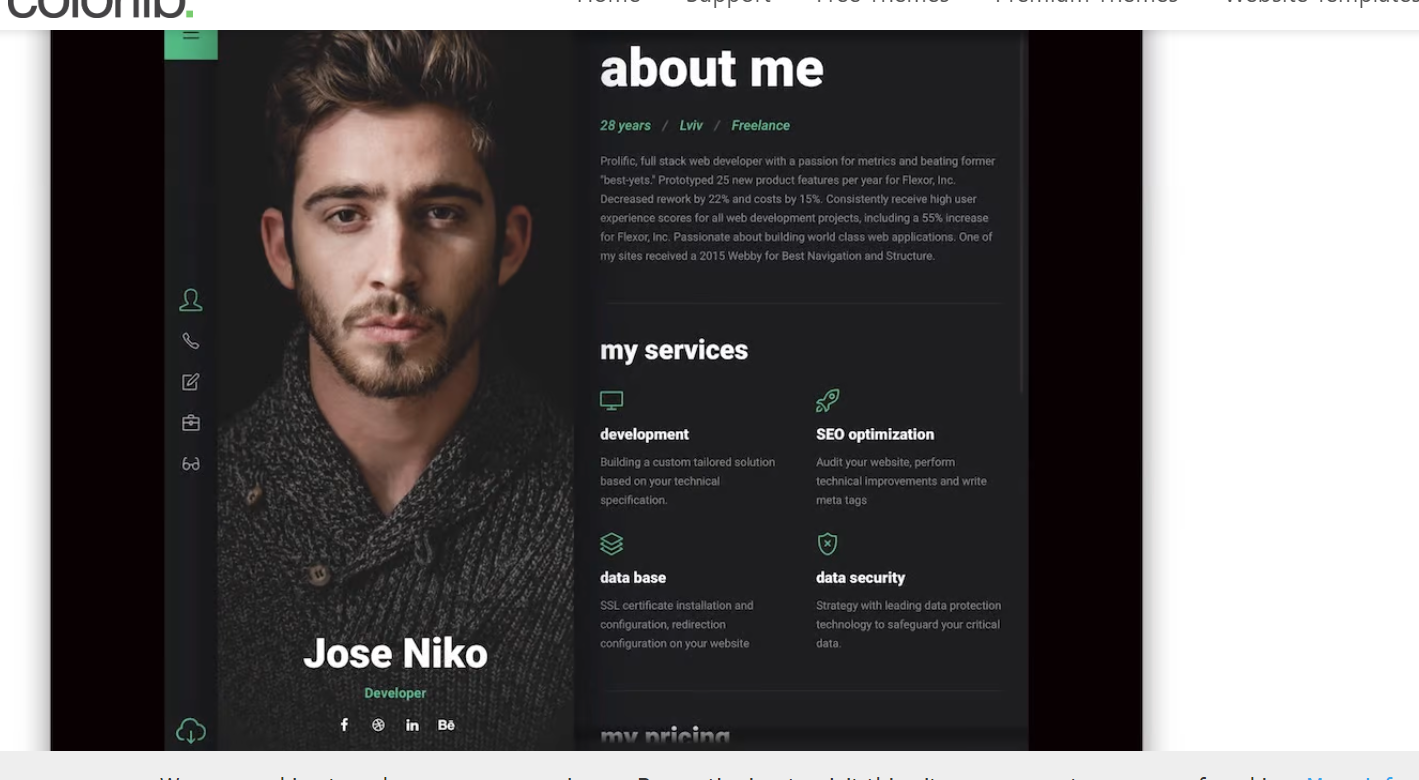 colorlib.
Home Support Free Themes Premium Themes Website Templates
about me
28 years / Lviv / Freelance
Prolific, full stack web developer with a passion for metrics and beating former
"best-yets." Prototyped 25 new product features per year for Flexor, Inc.
Decreased rework by 22% and costs by 15%. Consistently receive high user
experience scores for all web development projects, including a 55% increase
for Flexor, Inc. Passionate about building world class web applications. One of
my sites received a 2015 Webby for Best Navigation and Structure.
my services
development
Building a custom tailored solution
based on your technical
specification.
SEO optimization
Audit your website, perform
technical improvements and write
meta tags
data base
SSL certificate installation and
configuration, redirection
configuration on your website
data security
Strategy with leading data protection
technology to safeguard your critical
data.
my pricing
Jose Niko
Developer
f in Bē